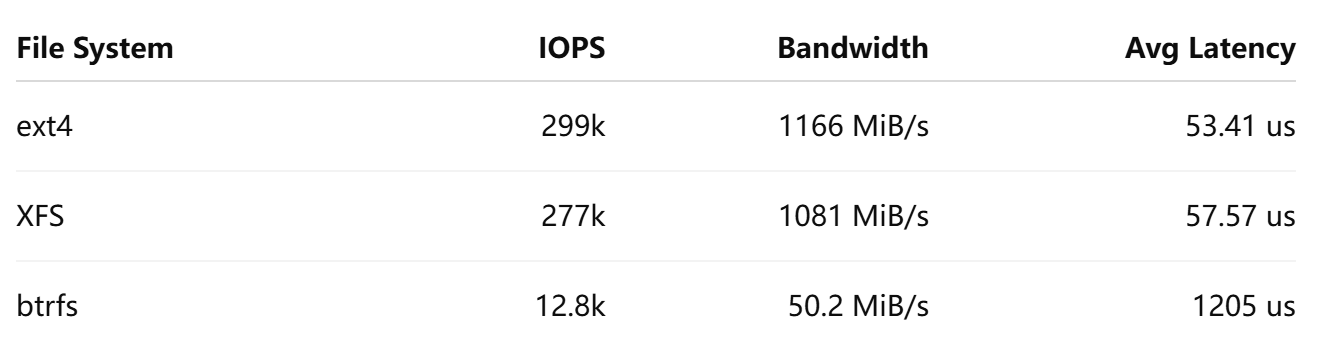 File System IOPS Bandwidth Avg Latency
ext4 299k 1166 MiB/s 53.41 us
XFS 277k 1081 MiB/s 57.57 us
btrfs 12.8k 50.2 MiB/s 1205 us